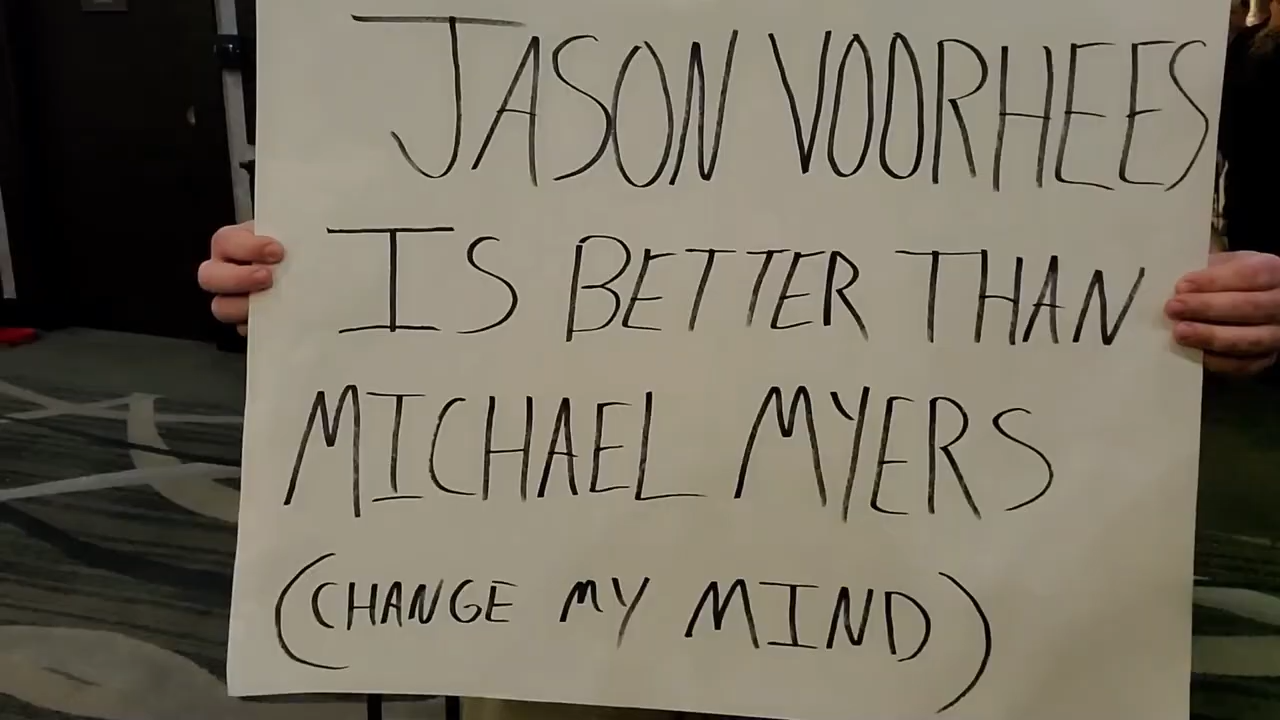 JASON VOORHEES
IS BETTER THAN
MICHAEL MYERS
(CHANGE MY MIND)